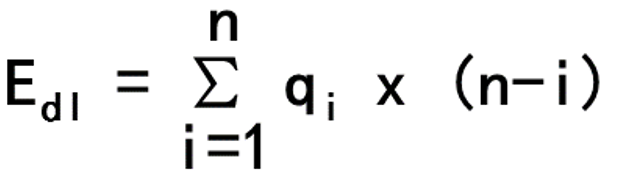 E_dl = ∑_{i=1}^{n} q_i x (n-i)